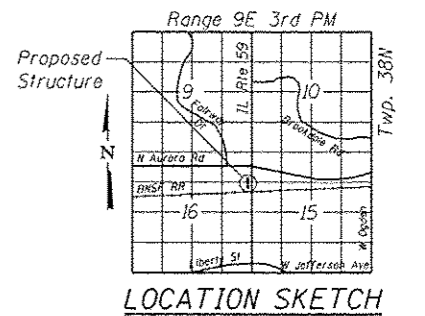 Range 9E 3rd PM
Proposed
Structure
IL Rte 59
Twp. 38N
9
10
Fairway
Dr
Brookdale Rd
N
N Aurora Rd
BNSF RR
1
16
15
W Ogden
Liberty St
W Jefferson Ave
LOCATION SKETCH